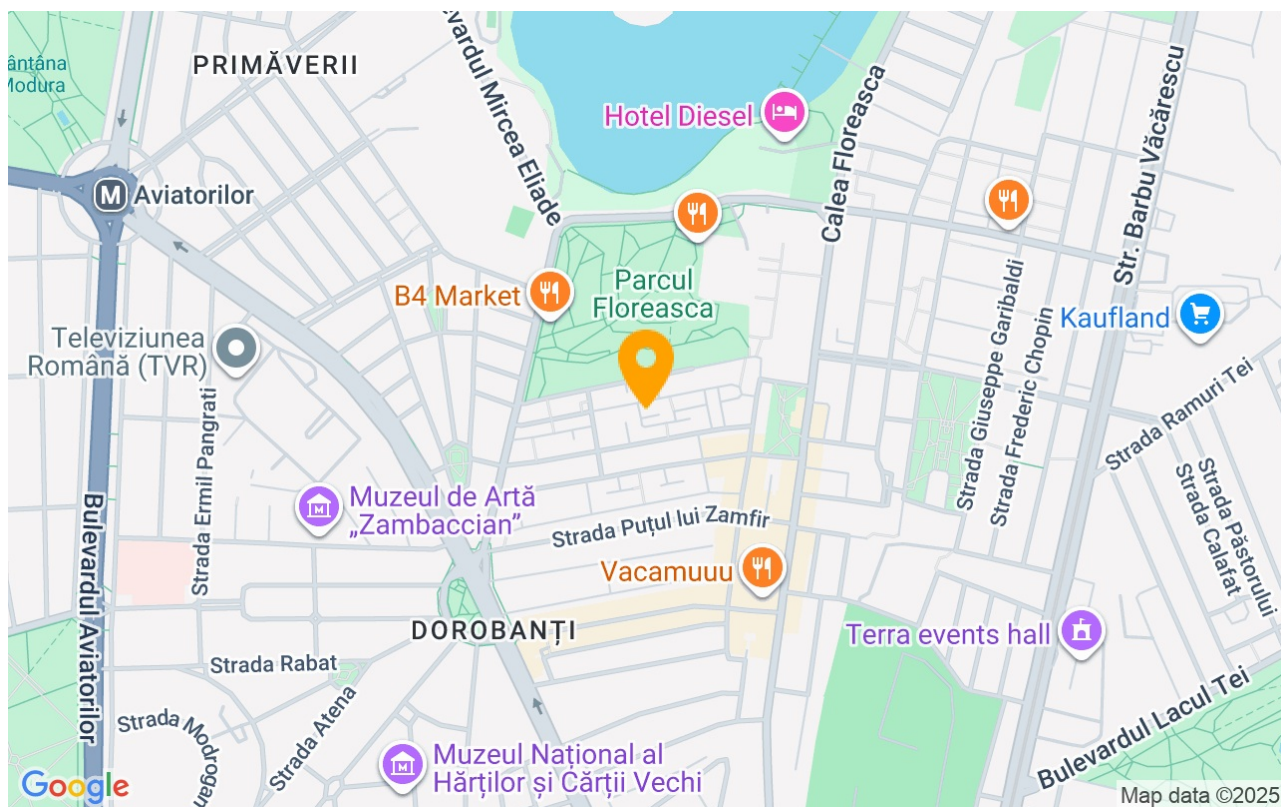 PRIMĂVERII
ântâna
Modura
vardul Mircea Eliade
Hotel Diesel
Calea Floreasca
Str. Barbu Văcărescu
M
Aviatorilor
B4 Market
Parcul
Floreasca
Televiziunea
Română (TVR)
Kaufland
Strada Giuseppe Garibaldi
Strada Frederic Chopin
Strada Ramuri Tei
Strada Ermil Pangrati
Bulevardul Aviatorilor
Muzeul de Artă
„Zambaccian”
Strada Puțul lui Zamfir
Strada Păstorului
Strada Calafat
Vacamuuu
DOROBANȚI
Terra events hall
Strada Rabat
Strada Atena
Strada Modrogan
Bulevardul Lacul Tei
Muzeul Național al
Hărților și Cărții Vechi
Google
Map data ©2025